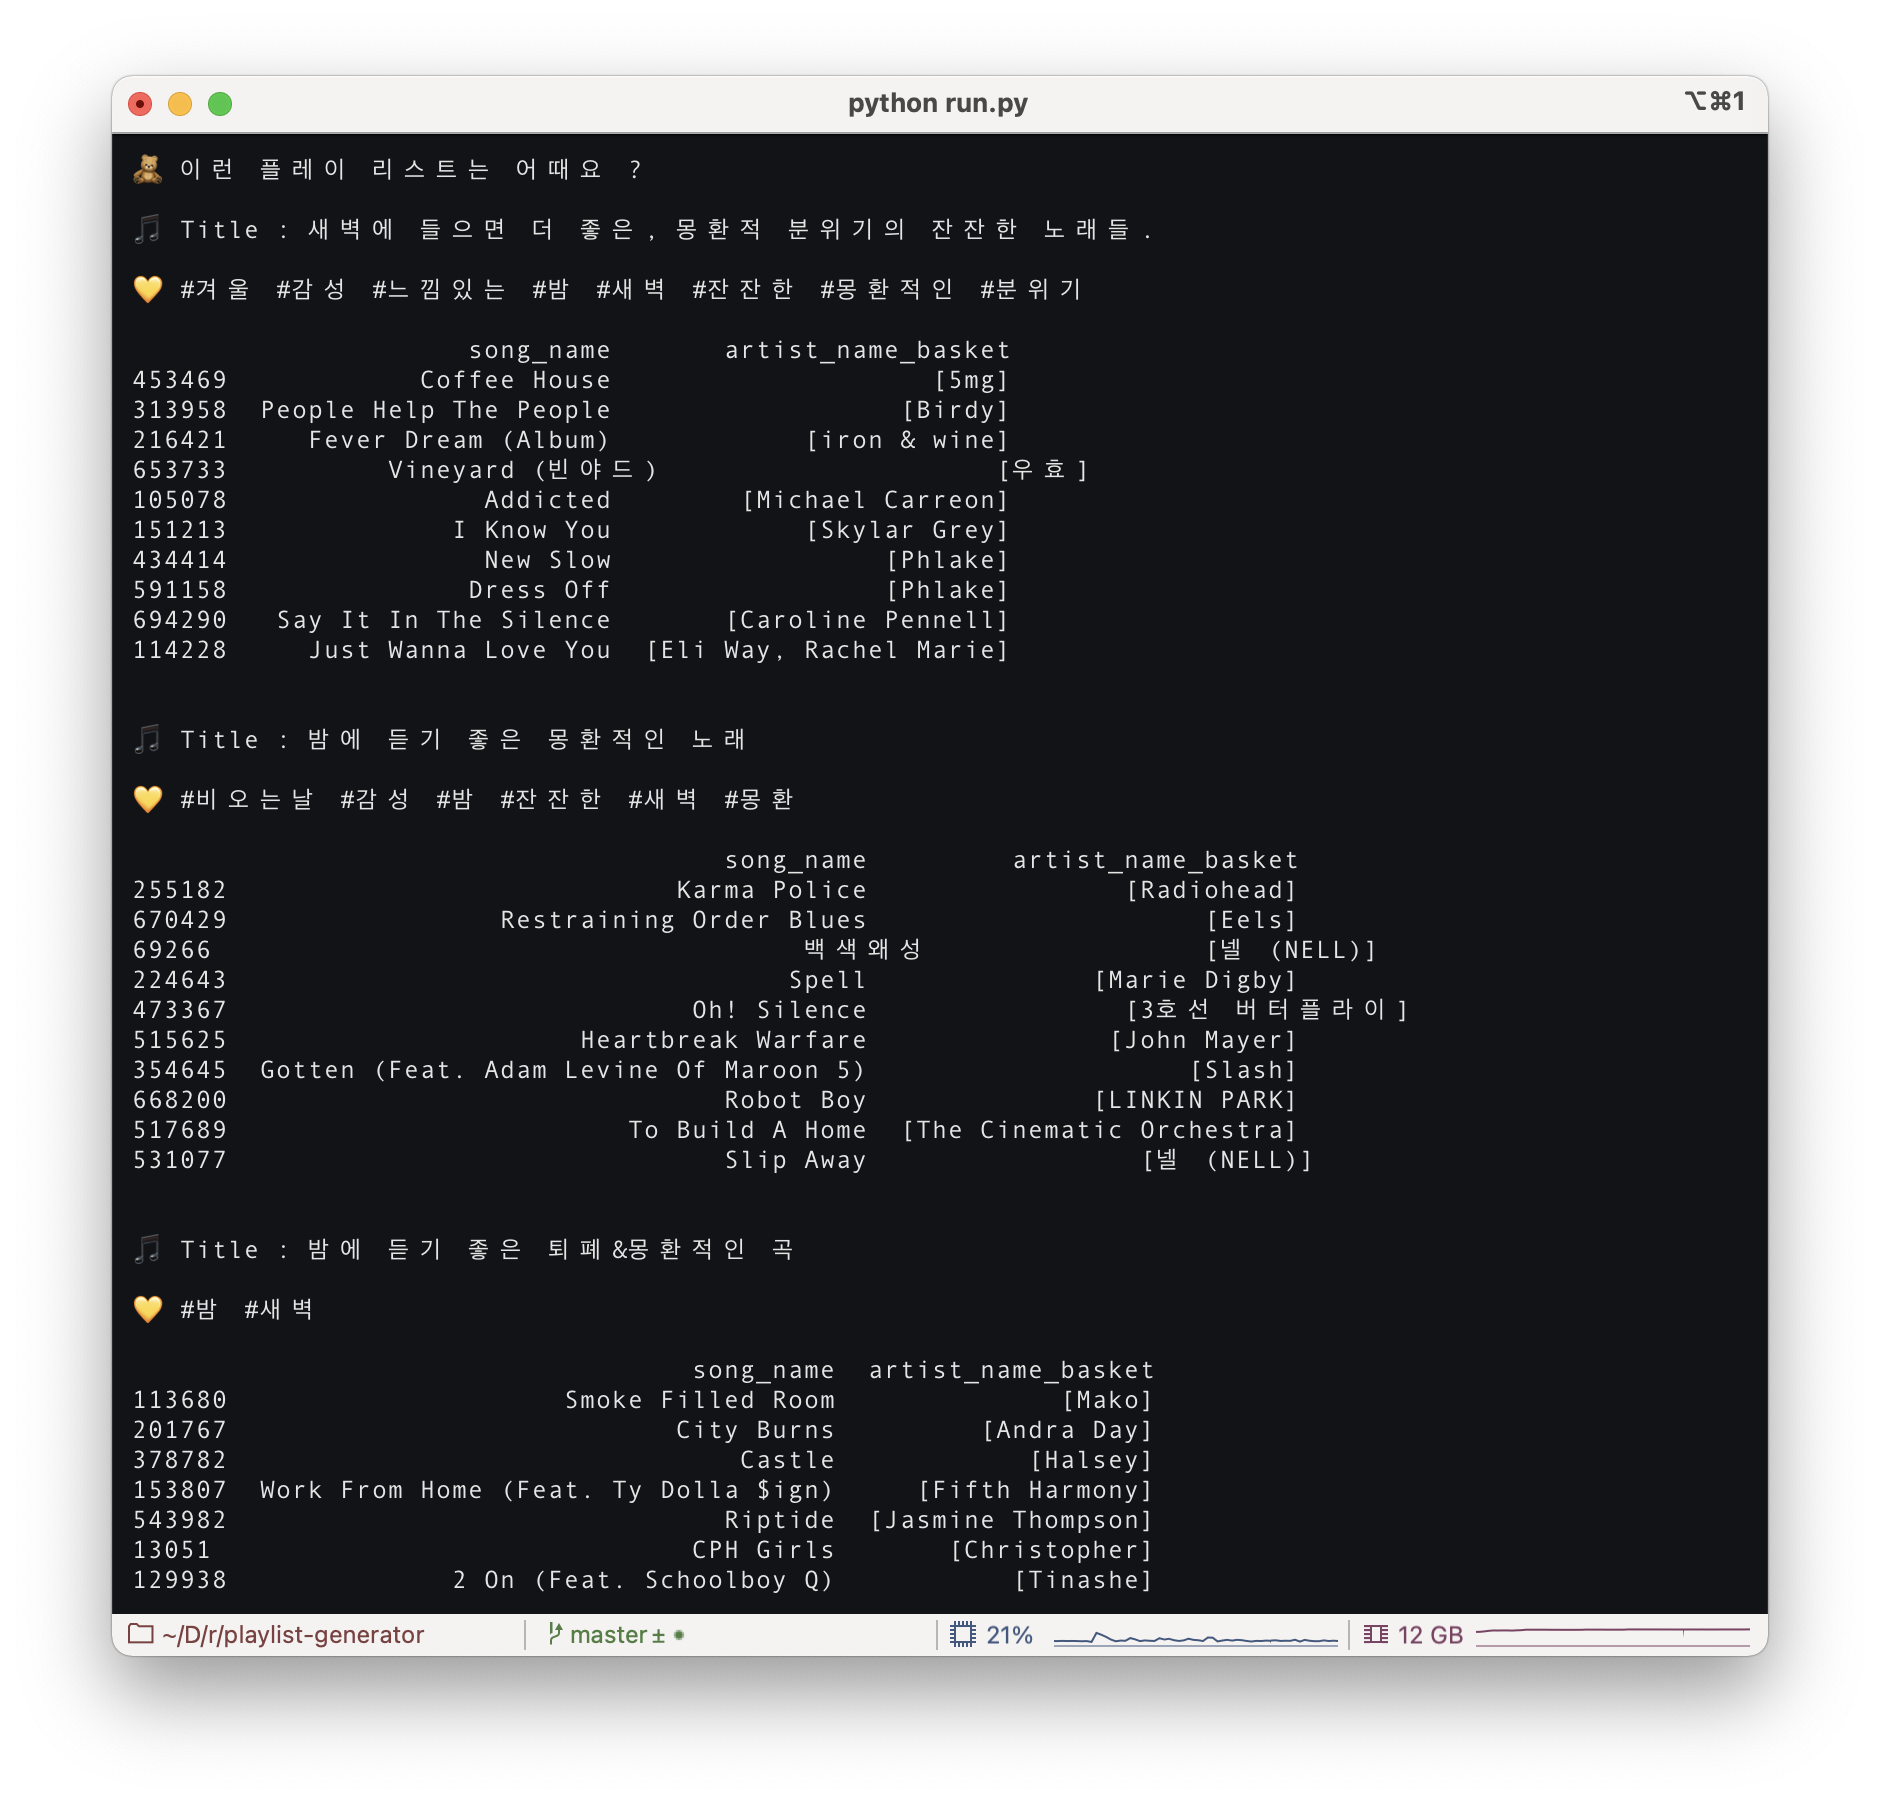 python run.py
⌥⌘1
🧸 이런 플레이 리스트는 어때요 ?
🎵 Title : 새벽에 들으면 더 좋은, 몽환적 분위기의 잔잔한 노래들.
💛 #겨울 #감성 #느낌있는 #밤 #새벽 #잔잔한 #몽환적인 #분위기
song_name artist_name_basket
453469 Coffee House [5mg]
313958 People Help The People [Birdy]
216421 Fever Dream (Album) [iron & wine]
653733 Vineyard (빈야드) [우효]
105078 Addicted [Michael Carreon]
151213 I Know You [Skylar Grey]
434414 New Slow [Phlake]
591158 Dress Off [Phlake]
694290 Say It In The Silence [Caroline Pennell]
114228 Just Wanna Love You [Eli Way, Rachel Marie]
🎵 Title : 밤에 듣기 좋은 몽환적인 노래
💛 #비오는날 #감성 #밤 #잔잔한 #새벽 #몽환
song_name artist_name_basket
255182 Karma Police [Radiohead]
670429 Restraining Order Blues [Eels]
69266 백색왜성 [넬 (NELL)]
224643 Spell [Marie Digby]
473367 Oh! Silence [3호선 버터플라이]
515625 Heartbreak Warfare [John Mayer]
354645 Gotten (Feat. Adam Levine Of Maroon 5) [Slash]
668200 Robot Boy [LINKIN PARK]
517689 To Build A Home [The Cinematic Orchestra]
531077 Slip Away [넬 (NELL)]
🎵 Title : 밤에 듣기 좋은 퇴폐&몽환적인 곡
💛 #밤 #새벽
song_name artist_name_basket
113680 Smoke Filled Room [Mako]
201767 City Burns [Andra Day]
378782 Castle [Halsey]
153807 Work From Home (Feat. Ty Dolla $ign) [Fifth Harmony]
543982 Riptide [Jasmine Thompson]
13051 CPH Girls [Christopher]
129938 2 On (Feat. Schoolboy Q) [Tinashe]
~/D/r/playlist-generator master ± ● 21% 12 GB